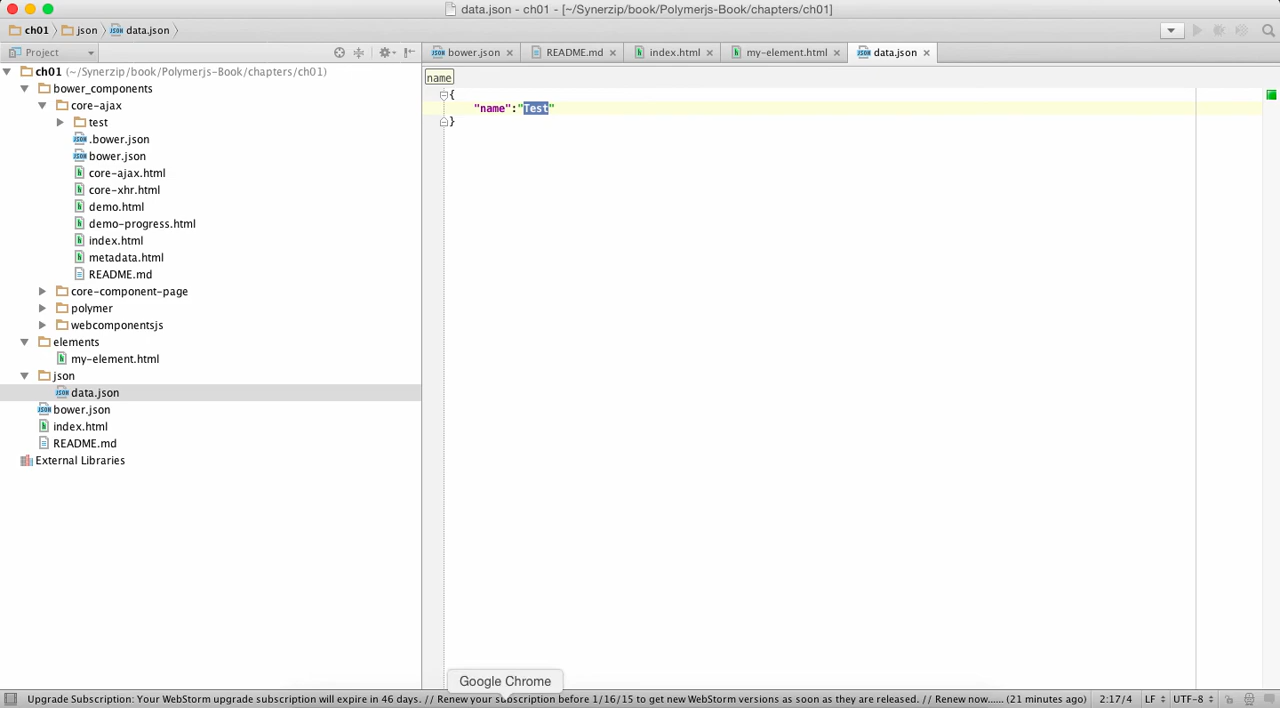 data.json - ch01 - [~/Synerzip/book/Polymerjs-Book/chapters/ch01]
ch01 json data.json
Project
bower.json README.md index.html my-element.html data.json
ch01 (~/Synerzip/book/Polymerjs-Book/chapters/ch01)
bower_components
core-ajax
test
.bower.json
bower.json
core-ajax.html
core-xhr.html
demo.html
demo-progress.html
index.html
metadata.html
README.md
core-component-page
polymer
webcomponentsjs
elements
my-element.html
json
data.json
bower.json
index.html
README.md
External Libraries
name
{
"name":"Test"
}
Google Chrome
Upgrade Subscription: Your WebStorm upgrade subscription will expire in 46 days. // Renew your subscription before 1/16/15 to get new WebStorm versions as soon as they are released. // Renew now.... (21 minutes ago) 2:17/4 LF UTF-8